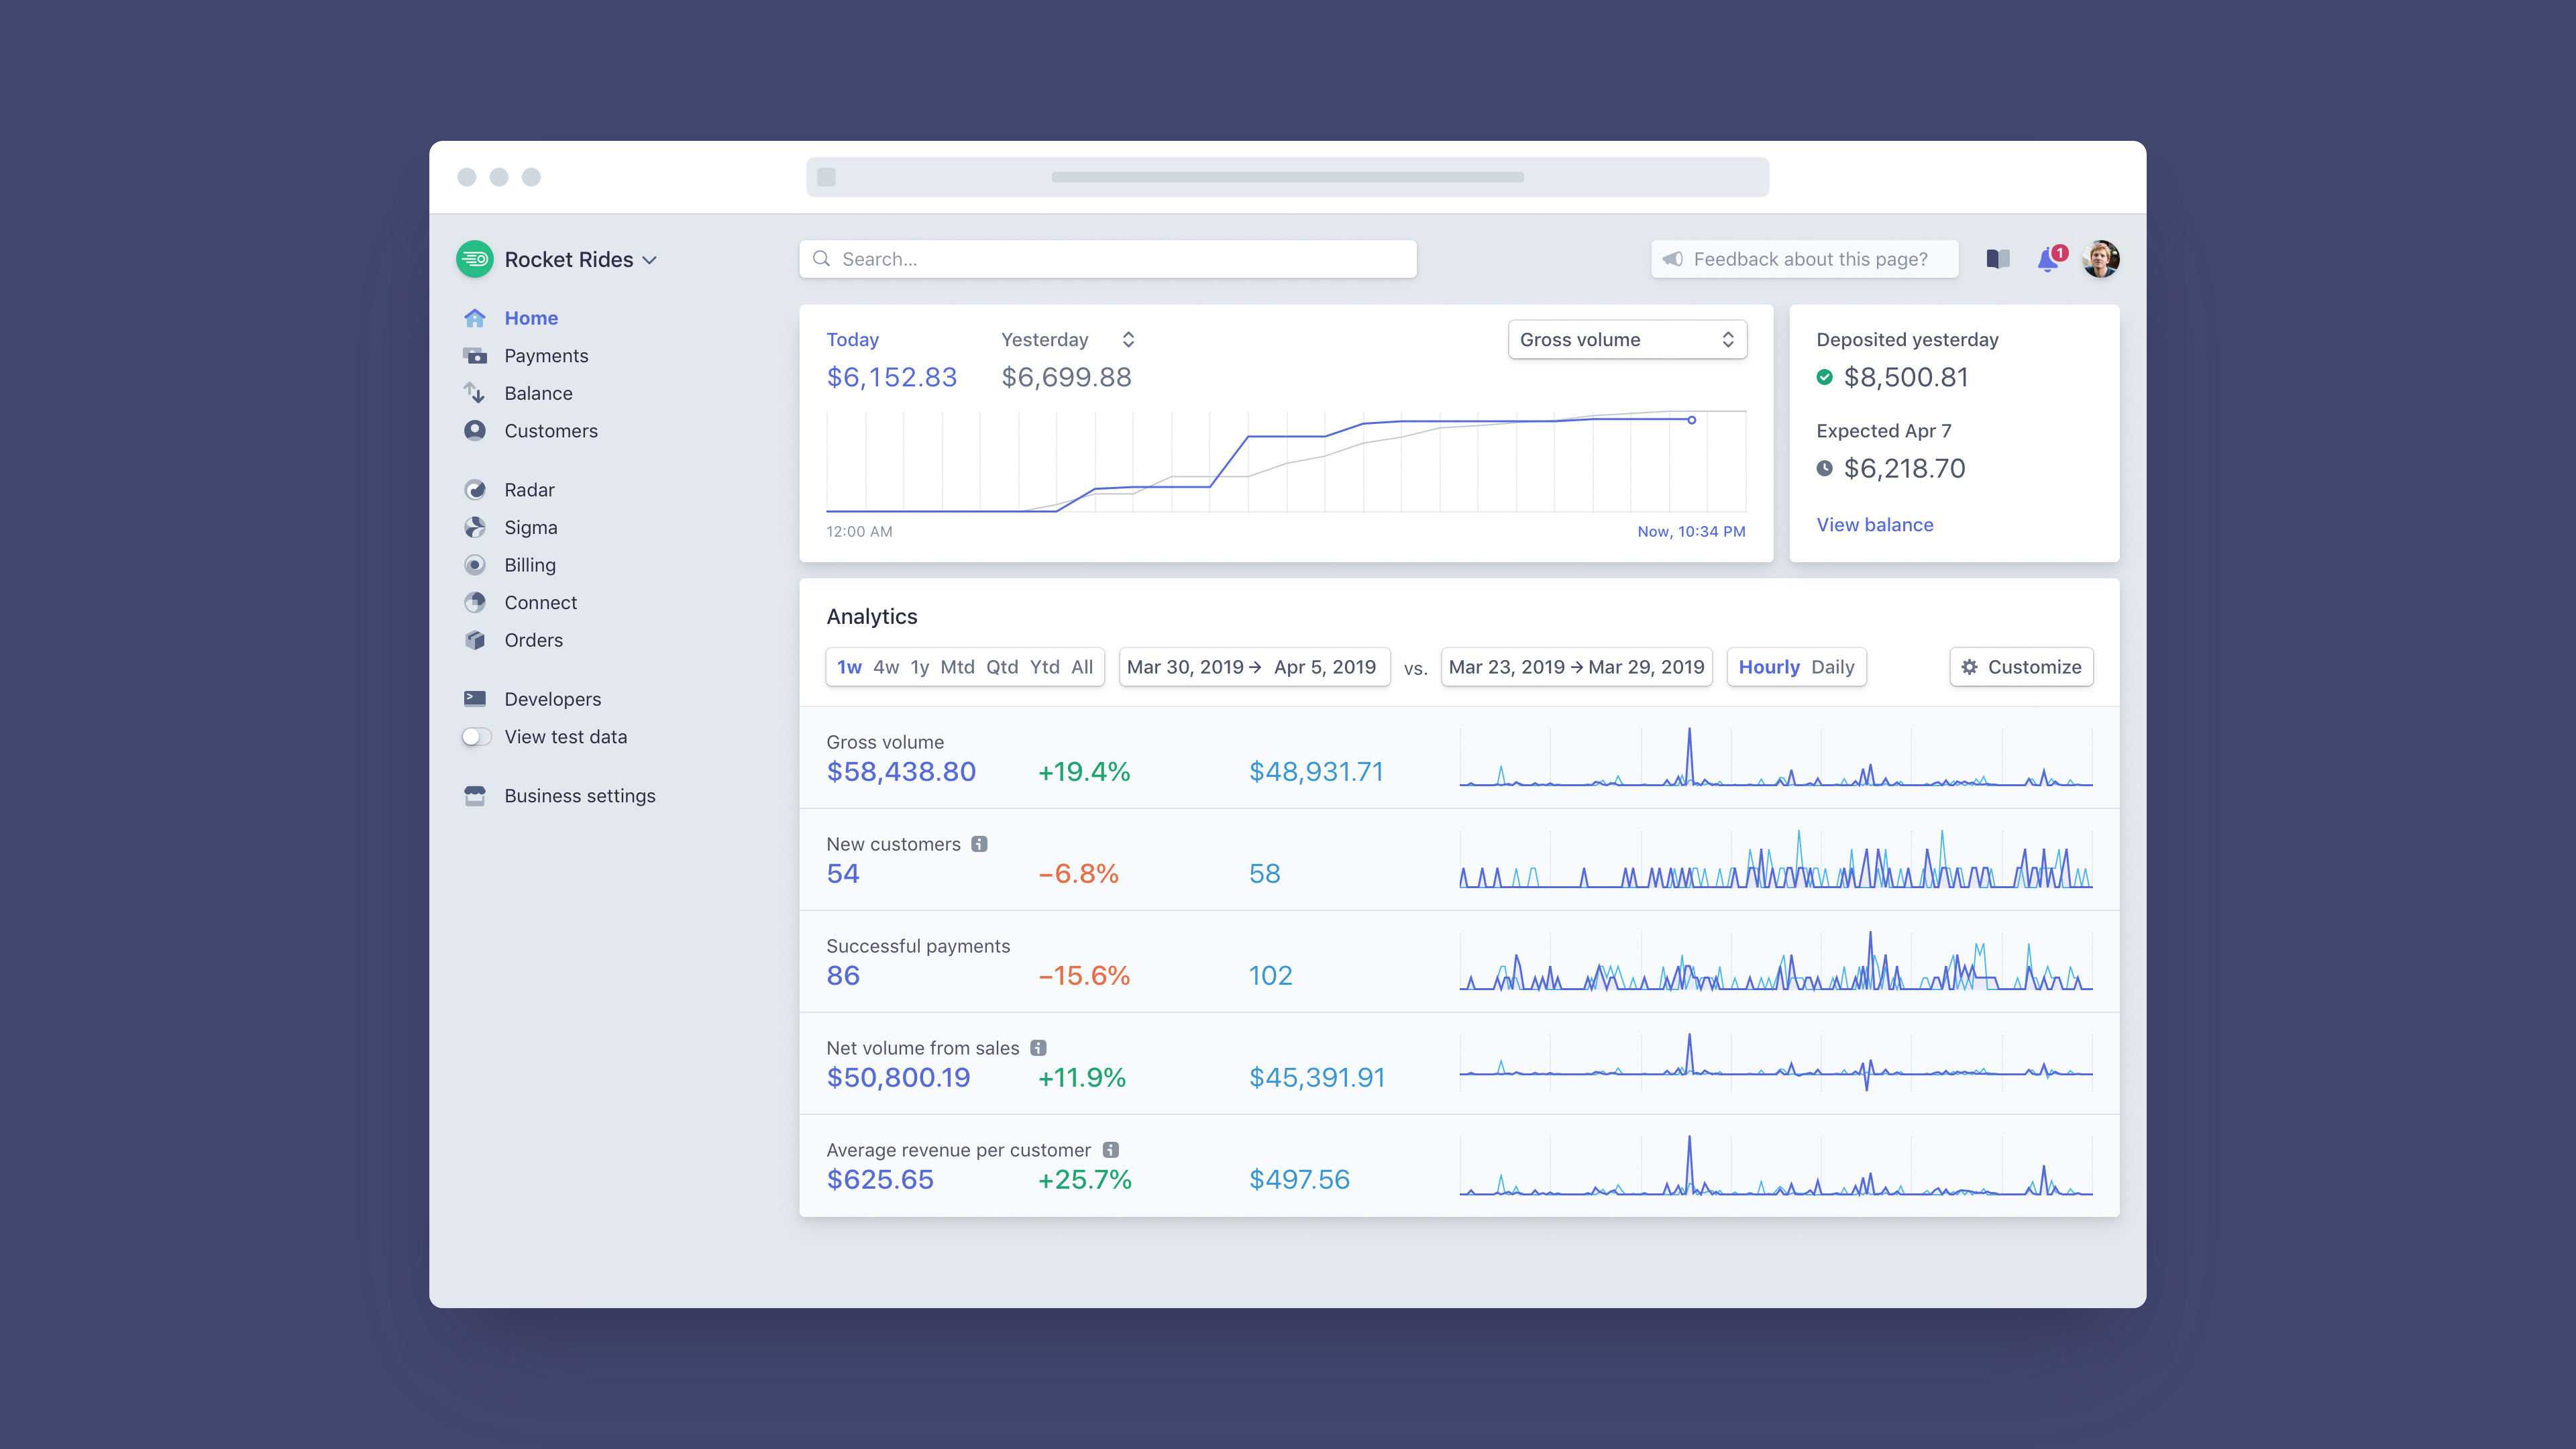 Rocket Rides
Search...
Feedback about this page?
1
Home
Payments
Balance
Customers
Radar
Sigma
Billing
Connect
Orders
Developers
View test data
Business settings
Today
Yesterday
Gross volume
$6,152.83
$6,699.88
12:00 AM
Now, 10:34 PM
Deposited yesterday
$8,500.81
Expected Apr 7
$6,218.70
View balance
Analytics
1w 4w 1y Mtd Qtd Ytd All
Mar 30, 2019 → Apr 5, 2019
vs.
Mar 23, 2019 → Mar 29, 2019
Hourly Daily
Customize
Gross volume
$58,438.80 +19.4% $48,931.71
New customers
54 −6.8% 58
Successful payments
86 −15.6% 102
Net volume from sales
$50,800.19 +11.9% $45,391.91
Average revenue per customer
$625.65 +25.7% $497.56